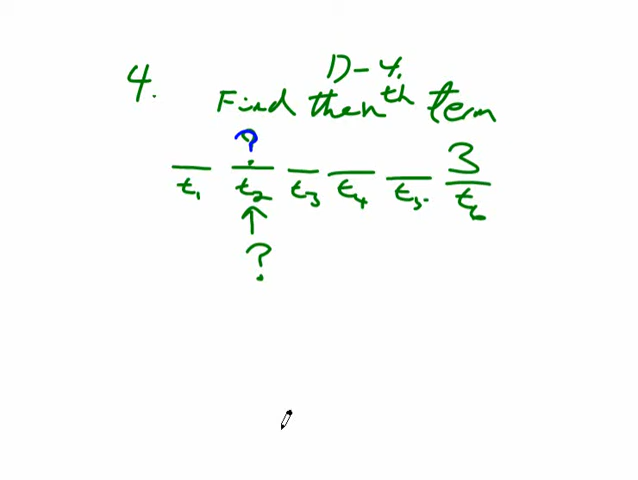 4.
D-4.
Find the nth term
?
3
t1 t2 t3 t4 t5 t6
?